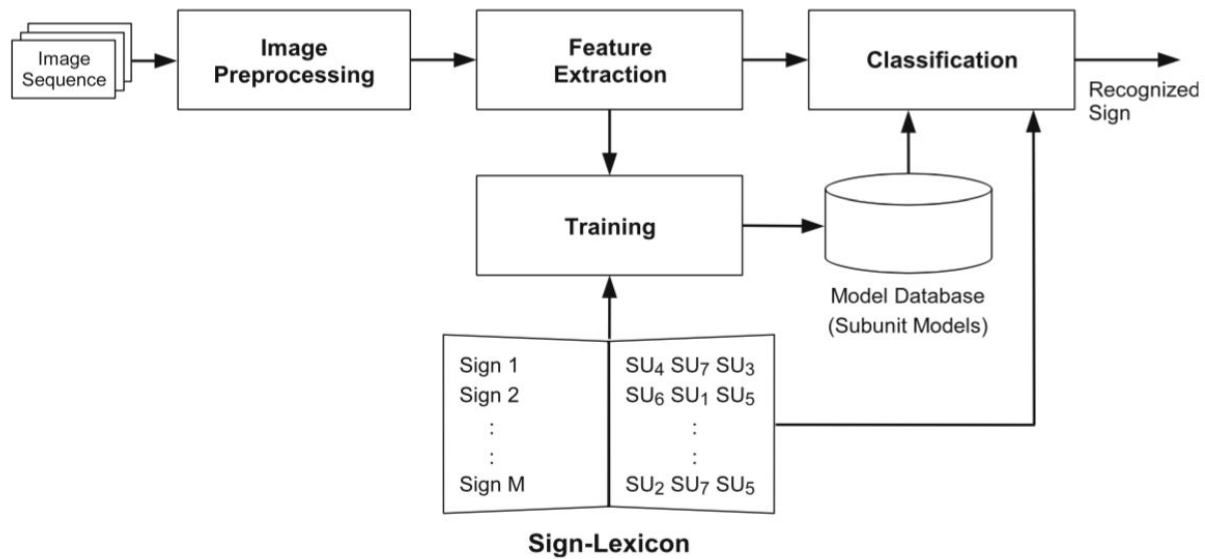 Image
Sequence
Image
Preprocessing
Feature
Extraction
Classification
Recognized
Sign
Training
Model Database
(Subunit Models)
Sign 1 SU4 SU7 SU3
Sign 2 SU6 SU1 SU5
: :
: :
Sign M SU2 SU7 SU5
Sign-Lexicon